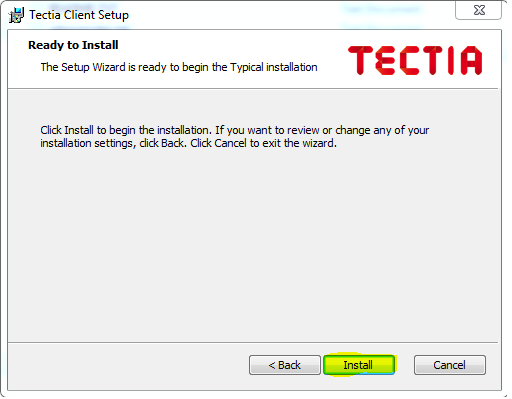 Tectia Client Setup
Ready to Install
The Setup Wizard is ready to begin the Typical installation
TECTIA
Click Install to begin the installation. If you want to review or change any of your
installation settings, click Back. Click Cancel to exit the wizard.
< Back
Install
Cancel